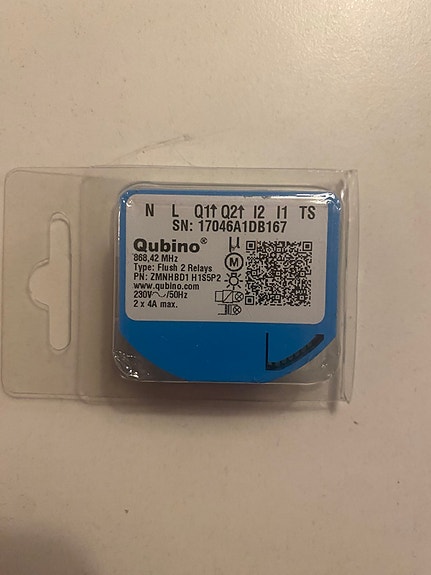 N L Q1↑ Q2↑ I2 I1 TS
SN: 17046A1DB167
Qubino®
868,42 MHz
Type: Flush 2 Relays
PN: ZMNHBD1 H1S5P2
www.qubino.com
230V~/50Hz
2 x 4A max.
μ
M